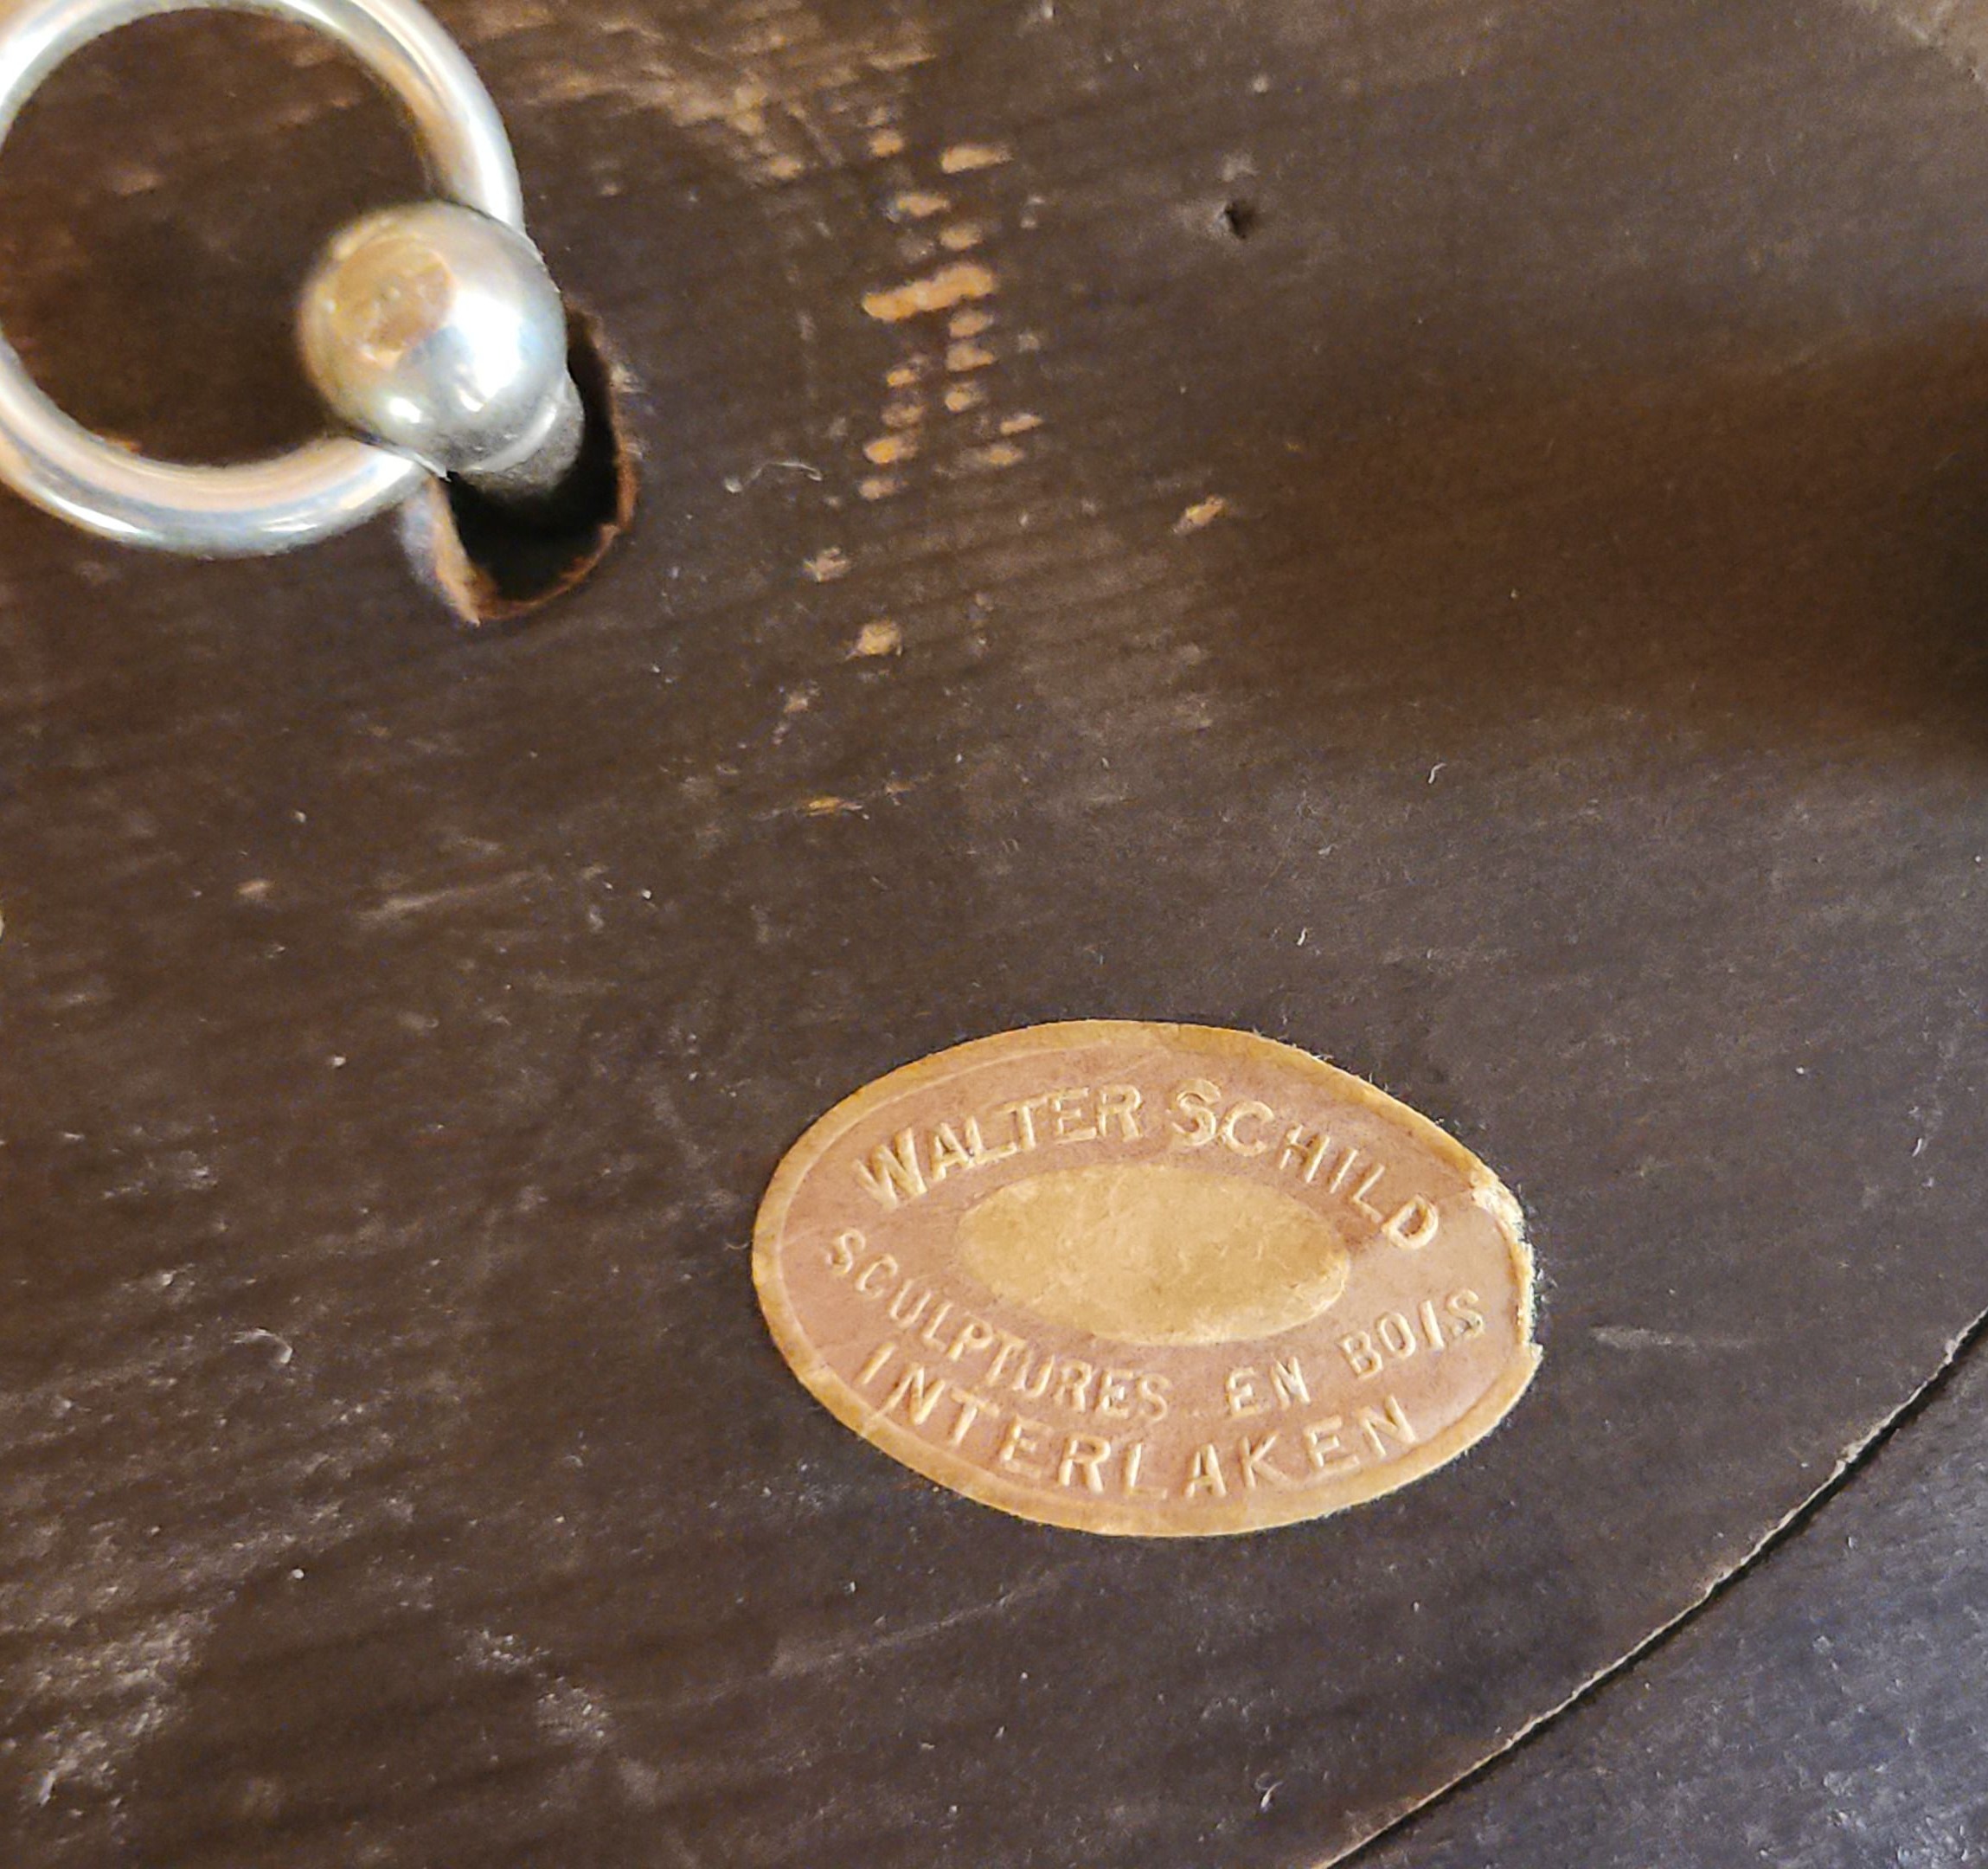 WALTER SCHILD
SCULPTURES EN BOIS
INTERLAKEN